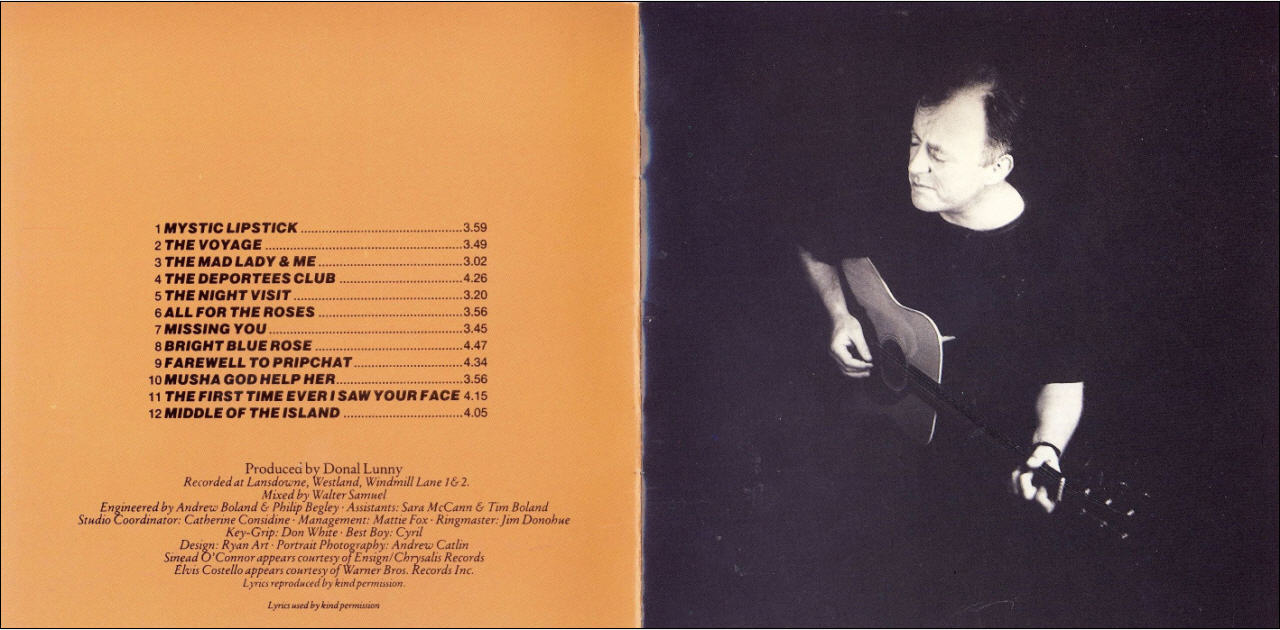 1 MYSTIC LIPSTICK ................................................3.59
2 THE VOYAGE ...........................................................3.49
3 THE MAD LADY & ME ...........................................3.02
4 THE DEPORTEES CLUB .....................................4.26
5 THE NIGHT VISIT ..................................................3.20
6 ALL FOR THE ROSES ...........................................3.56
7 MISSING YOU .........................................................3.45
8 BRIGHT BLUE ROSE .............................................4.47
9 FAREWELL TO PRIPCHAT ................................4.34
10 MUSHA GOD HELP HER......................................3.56
11 THE FIRST TIME EVER I SAW YOUR FACE 4.15
12 MIDDLE OF THE ISLAND ....................................4.05
Produced by Donal Lunny
Recorded at Lansdowne, Westland, Windmill Lane 1 & 2.
Mixed by Walter Samuel
Engineered by Andrew Boland & Philip Begley · Assistants: Sara McCann & Tim Boland
Studio Coordinator: Catherine Considine · Management: Mattie Fox · Ringmaster: Jim Donohue
Key-Grip: Don White · Best Boy: Cyril
Design: Ryan Art · Portrait Photography: Andrew Catlin
Sinead O'Connor appears courtesy of Ensign/Chrysalis Records
Elvis Costello appears courtesy of Warner Bros. Records Inc.
Lyrics reproduced by kind permission.
Lyrics used by kind permission